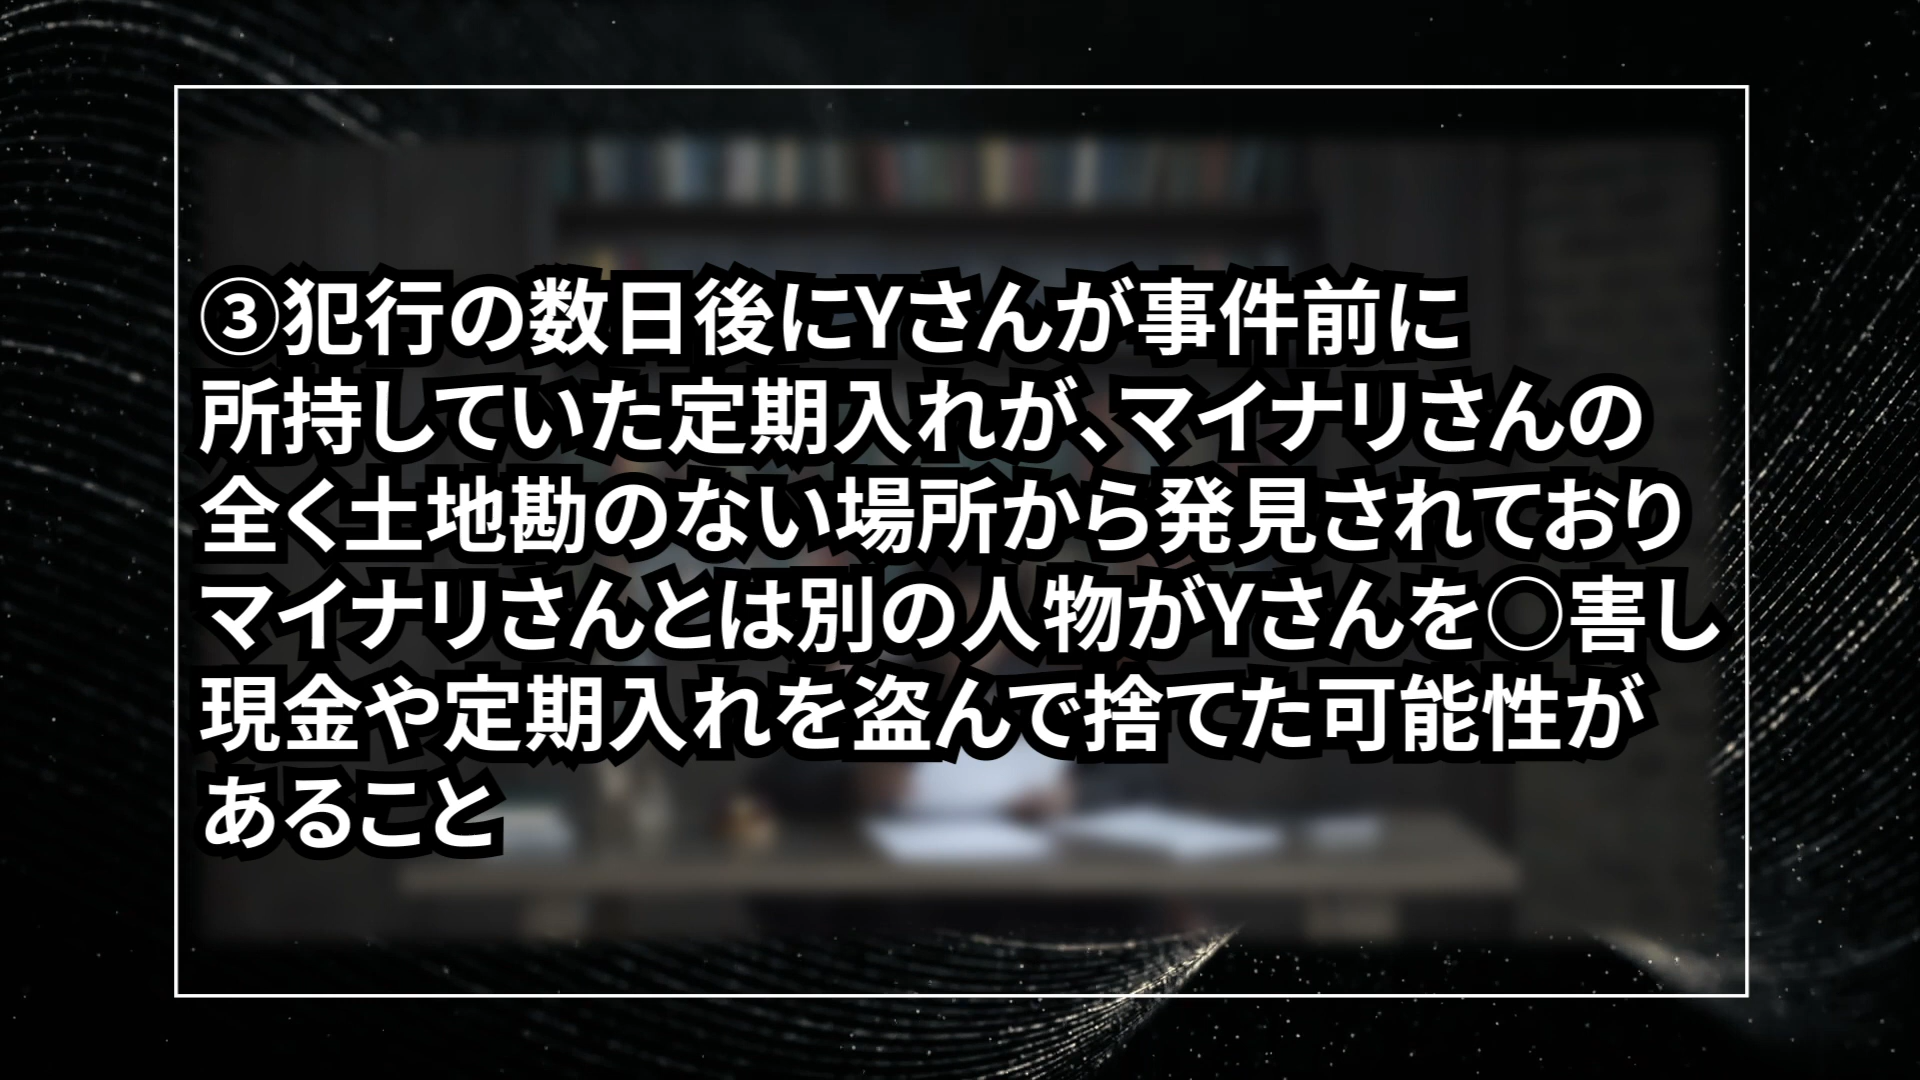 ③犯行の数日後にYさんが事件前に
所持していた定期入れが、マイナリさんの
全く土地勘のない場所から発見されており
マイナリさんとは別の人物がYさんを○害し
現金や定期入れを盗んで捨てた可能性が
あること